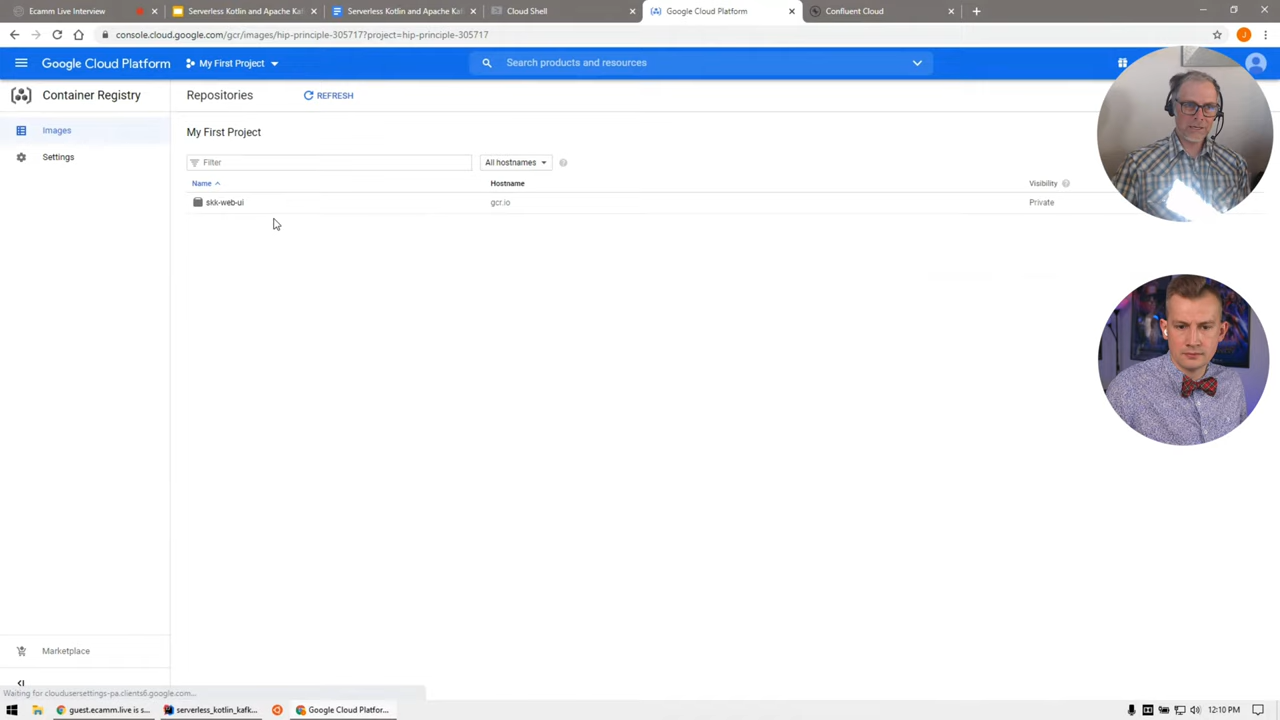 Ecamm Live Interview
Serverless Kotlin and Apache Kaf
Serverless Kotlin and Apache Kafk
Cloud Shell
Google Cloud Platform
Confluent Cloud
console.cloud.google.com/gcr/images/hip-principle-305717?project=hip-principle-305717
J
Google Cloud Platform
My First Project
Search products and resources
Container Registry
Repositories
REFRESH
Images
Settings
My First Project
Filter
All hostnames
Name
Hostname
Visibility
skk-web-ui
gcr.io
Private
Marketplace
Waiting for cloudusersettings-pa.clients6.google.com...
guest.ecamm.live is s...
serverless_kotlin_kafk...
Google Cloud Platfor...
12:10 PM